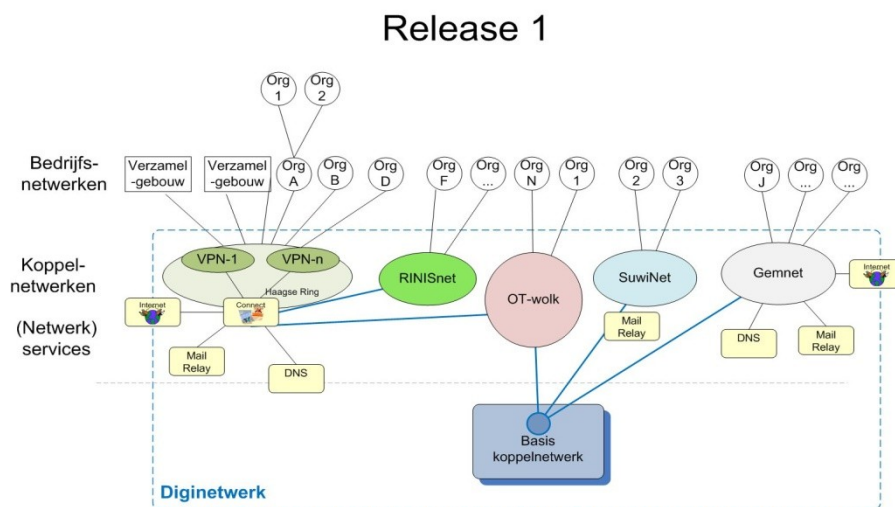 Release 1
Org
1
Org
2
Bedrijfs-
netwerken
Verzamel
-gebouw
Verzamel
-gebouw
Org
A
Org
B
Org
D
Org
F
Org
...
Org
N
Org
1
Org
2
Org
3
Org
J
Org
...
Org
...
Koppel-
netwerken
VPN-1
VPN-n
Haagse Ring
RINISnet
OT-wolk
SuwiNet
Gemnet
Internet
(Netwerk)
services
Internet
Connect
Mail
Relay
DNS
Mail
Relay
DNS
Mail
Relay
Basis
koppelnetwerk
Diginetwerk